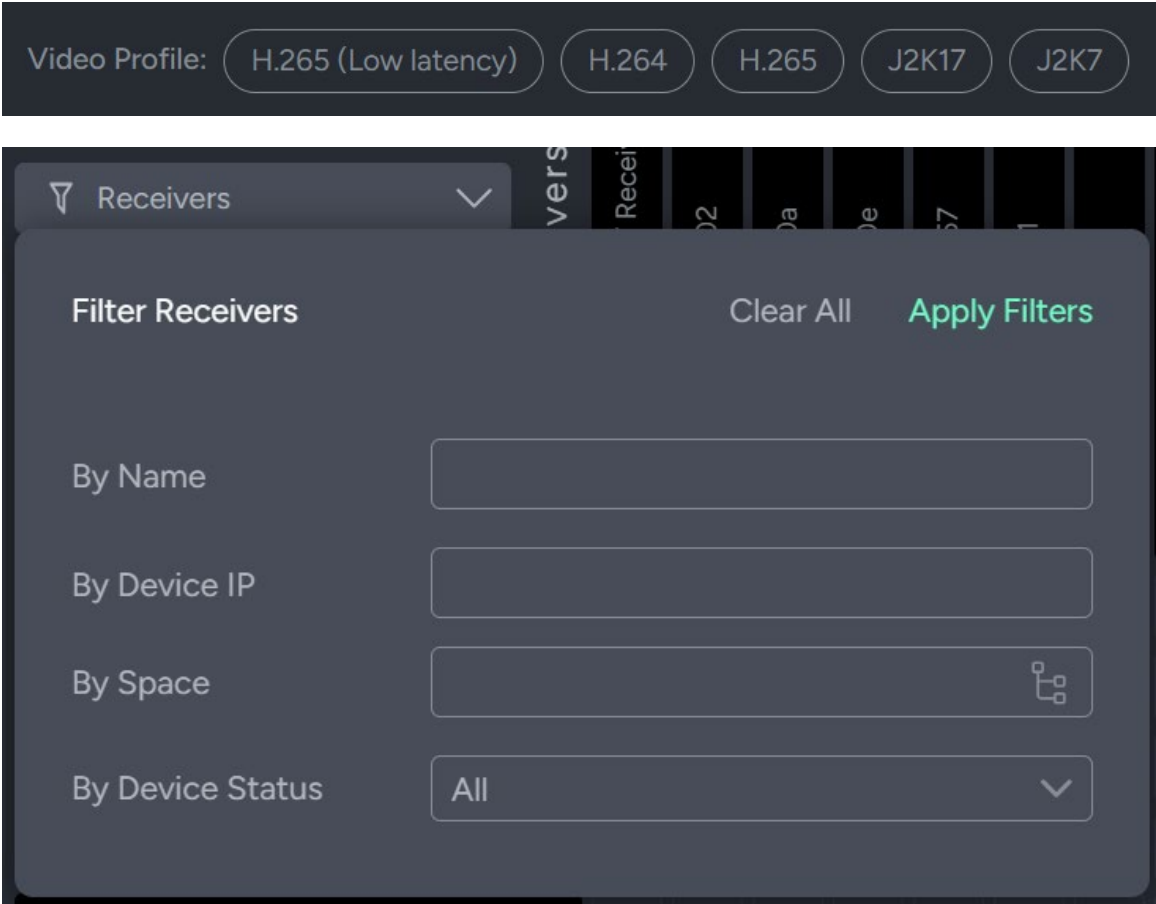 Video Profile: H.265 (Low latency) H.264 H.265 J2K17 J2K7
Receivers
Filter Receivers Clear All Apply Filters
By Name
By Device IP
By Space
By Device Status All